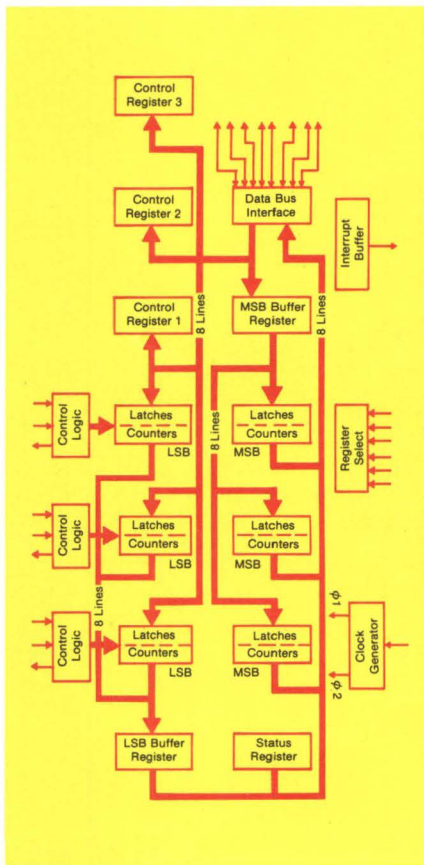 Control
Register 3
Control
Register 2
Data Bus
Interface
Interrupt
Buffer
8 Lines
8 Lines
Control
Register 1
MSB Buffer
Register
8 Lines
Control
Logic
Latches
Counters
LSB
Latches
Counters
MSB
Register
Select
Control
Logic
Latches
Counters
LSB
Latches
Counters
MSB
8 Lines
Control
Logic
Latches
Counters
LSB
Latches
Counters
MSB
ϕ1
ϕ2
Clock
Generator
LSB Buffer
Register
Status
Register